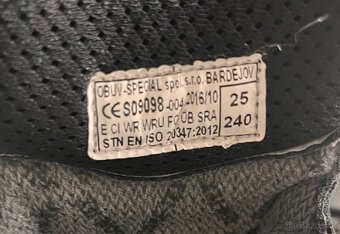 OBUV-ŠPECIAL spol. s.r.o. BARDEJOV
CE S09098-004 2016/10
E CI WR WRU FO OB SRA
STN EN ISO 20347:2012
25
240